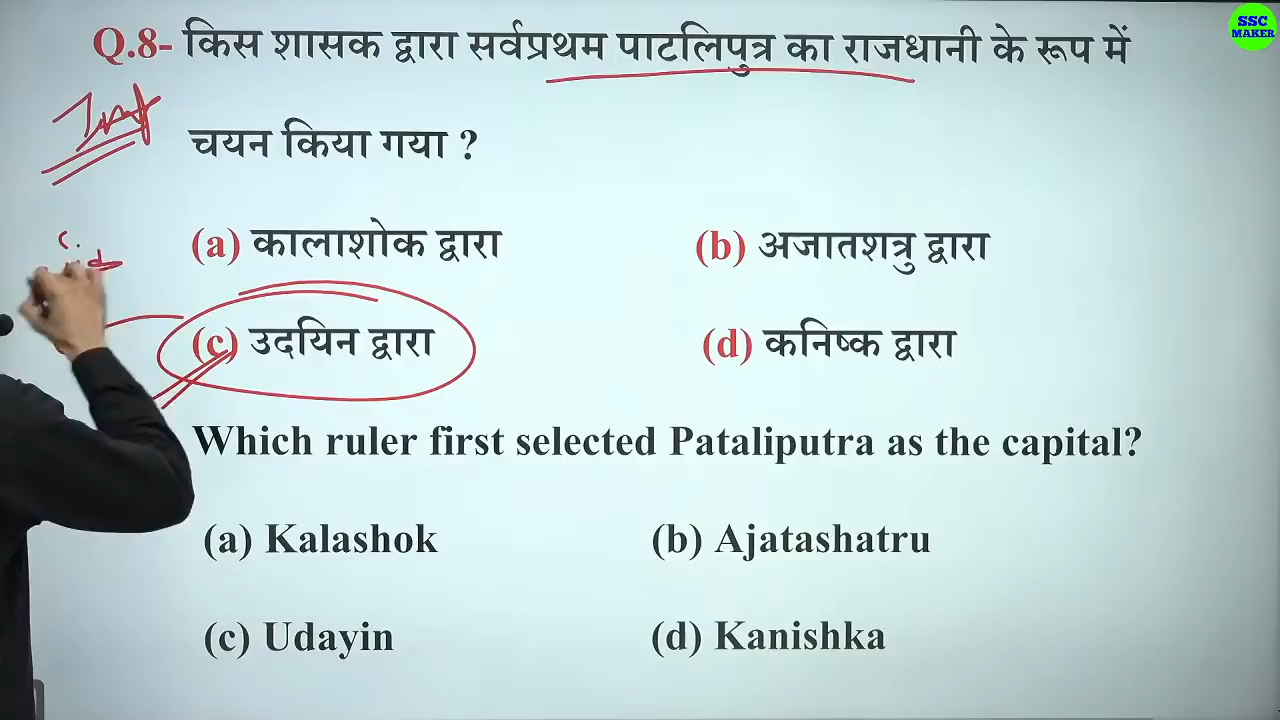 SSC
MAKER
Q.8- किस शासक द्वारा सर्वप्रथम पाटलिपुत्र का राजधानी के रूप में
Imp
चयन किया गया ?
(a) कालाशोक द्वारा (b) अजातशत्रु द्वारा
(c) उदयिन द्वारा (d) कनिष्क द्वारा
Which ruler first selected Pataliputra as the capital?
(a) Kalashok (b) Ajatashatru
(c) Udayin (d) Kanishka